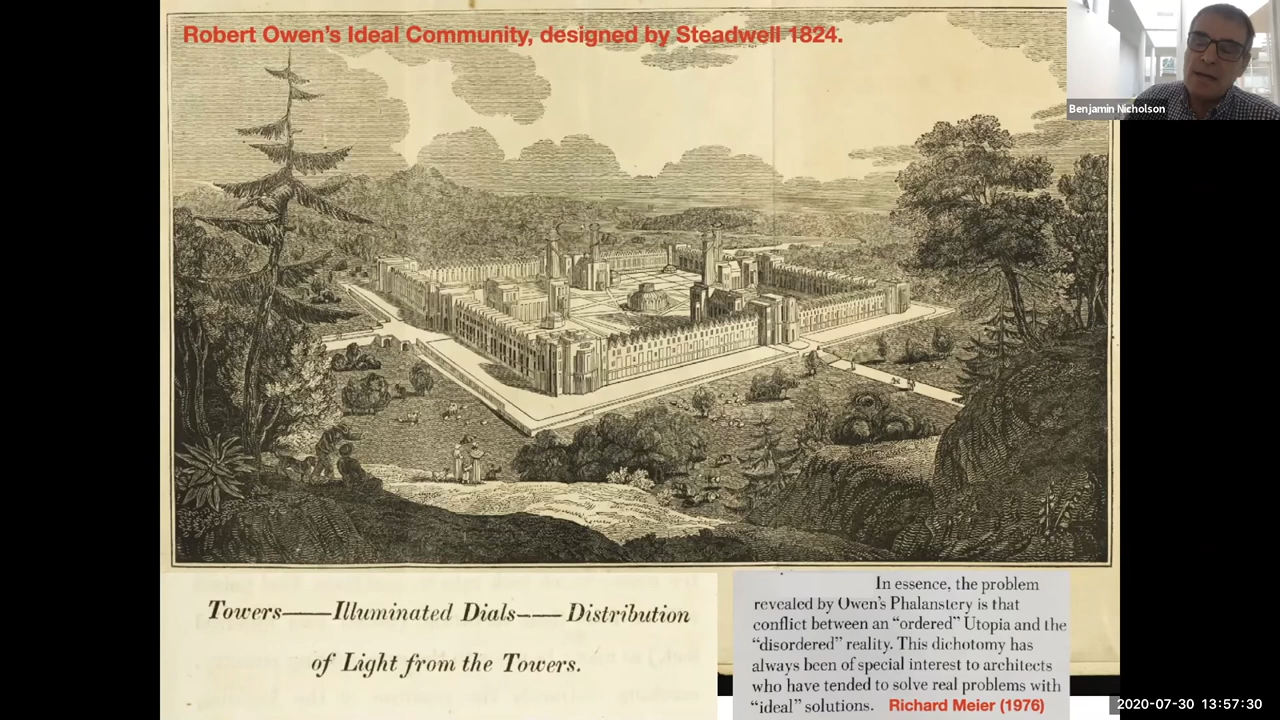 Robert Owen's Ideal Community, designed by Steadwell 1824.
Benjamin Nicholson
Towers——Illuminated Dials——Distribution
of Light from the Towers.
In essence, the problem
revealed by Owen's Phalanstery is that
conflict between an “ordered” Utopia and the
“disordered” reality. This dichotomy has
always been of special interest to architects
who have tended to solve real problems with
“ideal” solutions. Richard Meier (1976)
2020-07-30 13:57:30